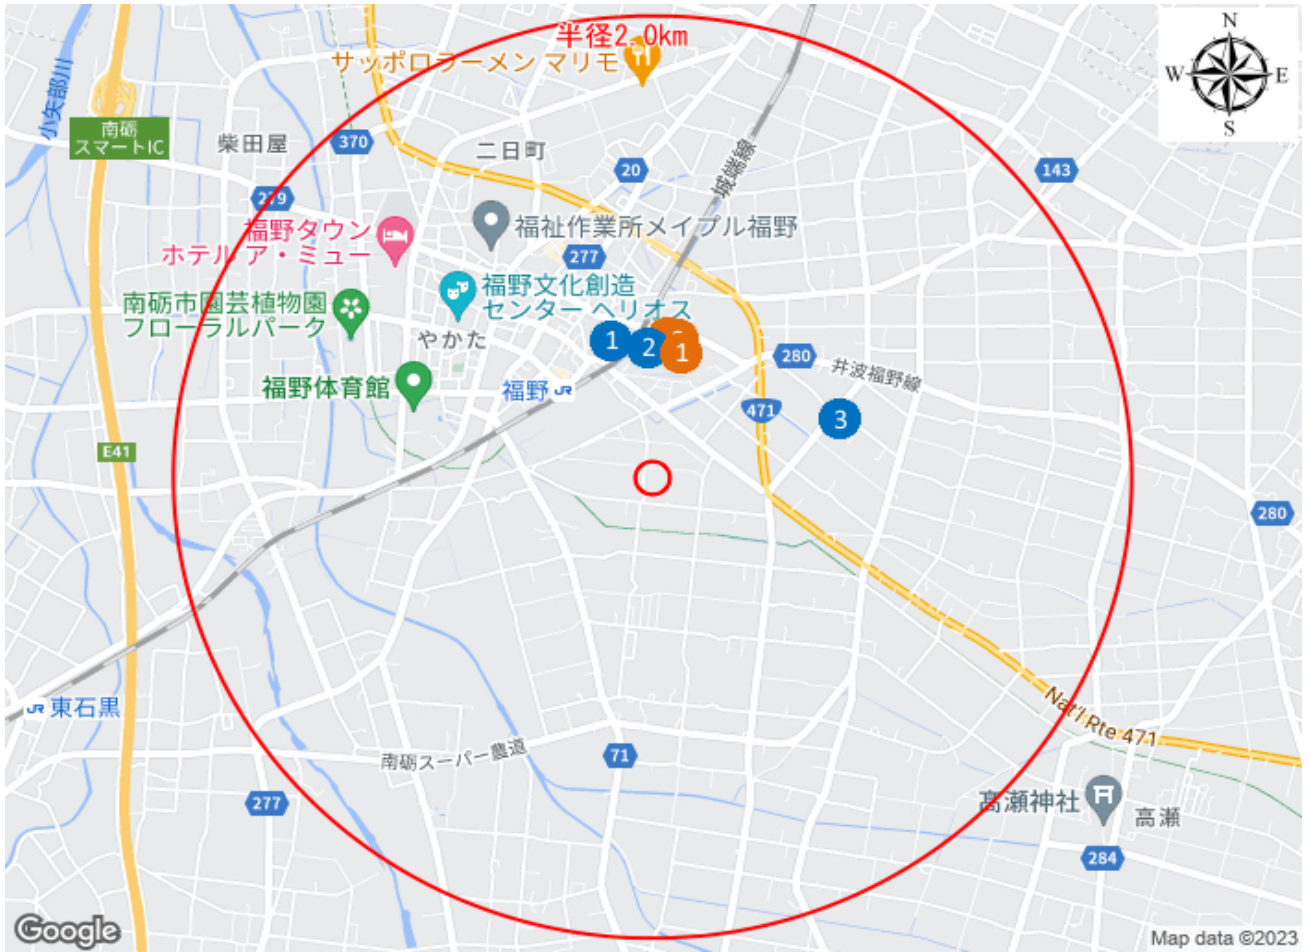 半径2.0km
サッポロラーメン マリモ
N
W
E
S
小矢部川
南砺
スマートIC
柴田屋
370
二日町
20
城端線
143
279
福野タウン
ホテル ア・ミュー
福祉作業所メイプル福野
277
南砺市園芸植物園
フローラルパーク
福野文化創造
センター ヘリオス
やかた
1
2
1
280
井波福野線
福野体育館
福野
JR
471
3
E41
280
JR
東石黒
Nat'l Rte 471
南砺スーパー農道
71
277
高瀬神社
高瀬
284
Google
Map data ©2023